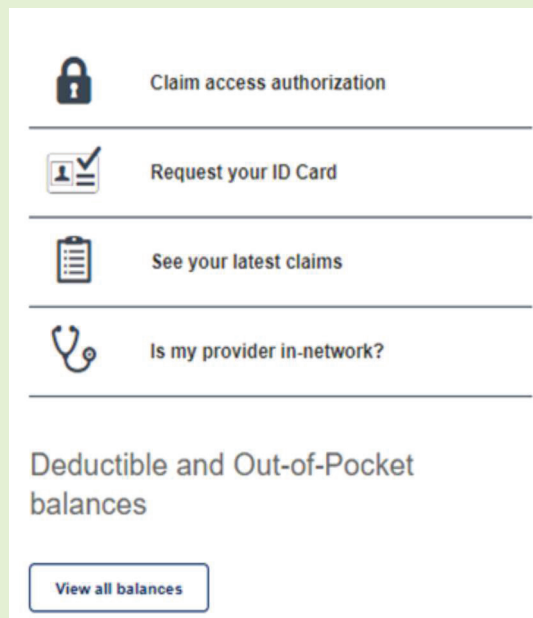 Claim access authorization
Request your ID Card
See your latest claims
Is my provider in-network?
Deductible and Out-of-Pocket
balances
View all balances